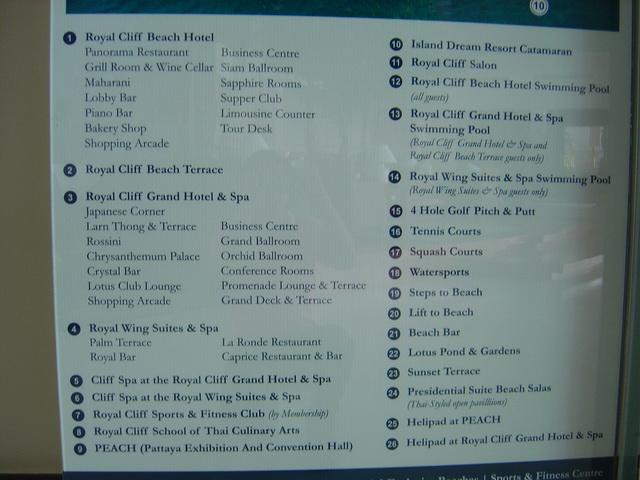 10
1 Royal Cliff Beach Hotel
Panorama Restaurant Business Centre
Grill Room & Wine Cellar Siam Ballroom
Maharani Sapphire Rooms
Lobby Bar Supper Club
Piano Bar Limousine Counter
Bakery Shop Tour Desk
Shopping Arcade
2 Royal Cliff Beach Terrace
3 Royal Cliff Grand Hotel & Spa
Japanese Corner
Larn Thong & Terrace Business Centre
Rossini Grand Ballroom
Chrysanthemum Palace Orchid Ballroom
Crystal Bar Conference Rooms
Lotus Club Lounge Promenade Lounge & Terrace
Shopping Arcade Grand Deck & Terrace
4 Royal Wing Suites & Spa
Palm Terrace La Ronde Restaurant
Royal Bar Caprice Restaurant & Bar
5 Cliff Spa at the Royal Cliff Grand Hotel & Spa
6 Cliff Spa at the Royal Wing Suites & Spa
7 Royal Cliff Sports & Fitness Club (by Membership)
8 Royal Cliff School of Thai Culinary Arts
9 PEACH (Pattaya Exhibition And Convention Hall)
10 Island Dream Resort Catamaran
11 Royal Cliff Salon
12 Royal Cliff Beach Hotel Swimming Pool
(all guests)
13 Royal Cliff Grand Hotel & Spa
Swimming Pool
(Royal Cliff Grand Hotel & Spa and
Royal Cliff Beach Terrace guests only)
14 Royal Wing Suites & Spa Swimming Pool
(Royal Wing Suites & Spa guests only)
15 4 Hole Golf Pitch & Putt
16 Tennis Courts
17 Squash Courts
18 Watersports
19 Steps to Beach
20 Lift to Beach
21 Beach Bar
22 Lotus Pond & Gardens
23 Sunset Terrace
24 Presidential Suite Beach Salas
(Thai-Styled open pavillions)
25 Helipad at PEACH
26 Helipad at Royal Cliff Grand Hotel & Spa
Beaches | Sports & Fitness Centre